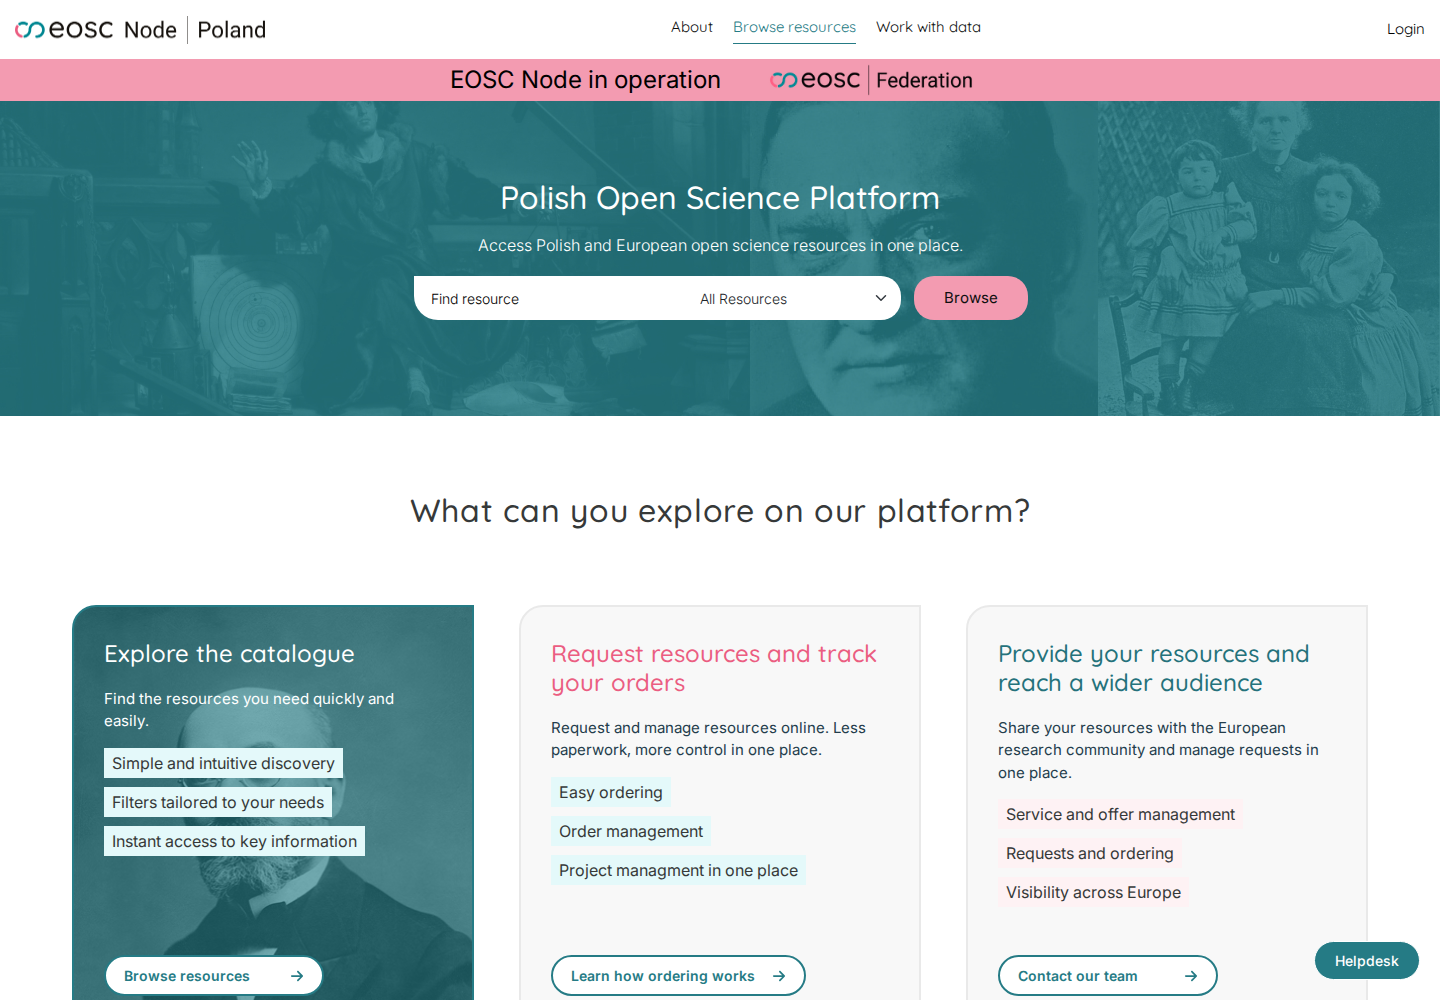 eosc Node Poland
About Browse resources Work with data
Login
EOSC Node in operation
eosc Federation
Polish Open Science Platform
Access Polish and European open science resources in one place.
Find resource
All Resources
Browse
What can you explore on our platform?
Explore the catalogue
Find the resources you need quickly and
easily.
Simple and intuitive discovery
Filters tailored to your needs
Instant access to key information
Browse resources
Request resources and track
your orders
Request and manage resources online. Less
paperwork, more control in one place.
Easy ordering
Order management
Project managment in one place
Learn how ordering works
Provide your resources and
reach a wider audience
Share your resources with the European
research community and manage requests in
one place.
Service and offer management
Requests and ordering
Visibility across Europe
Contact our team
Helpdesk